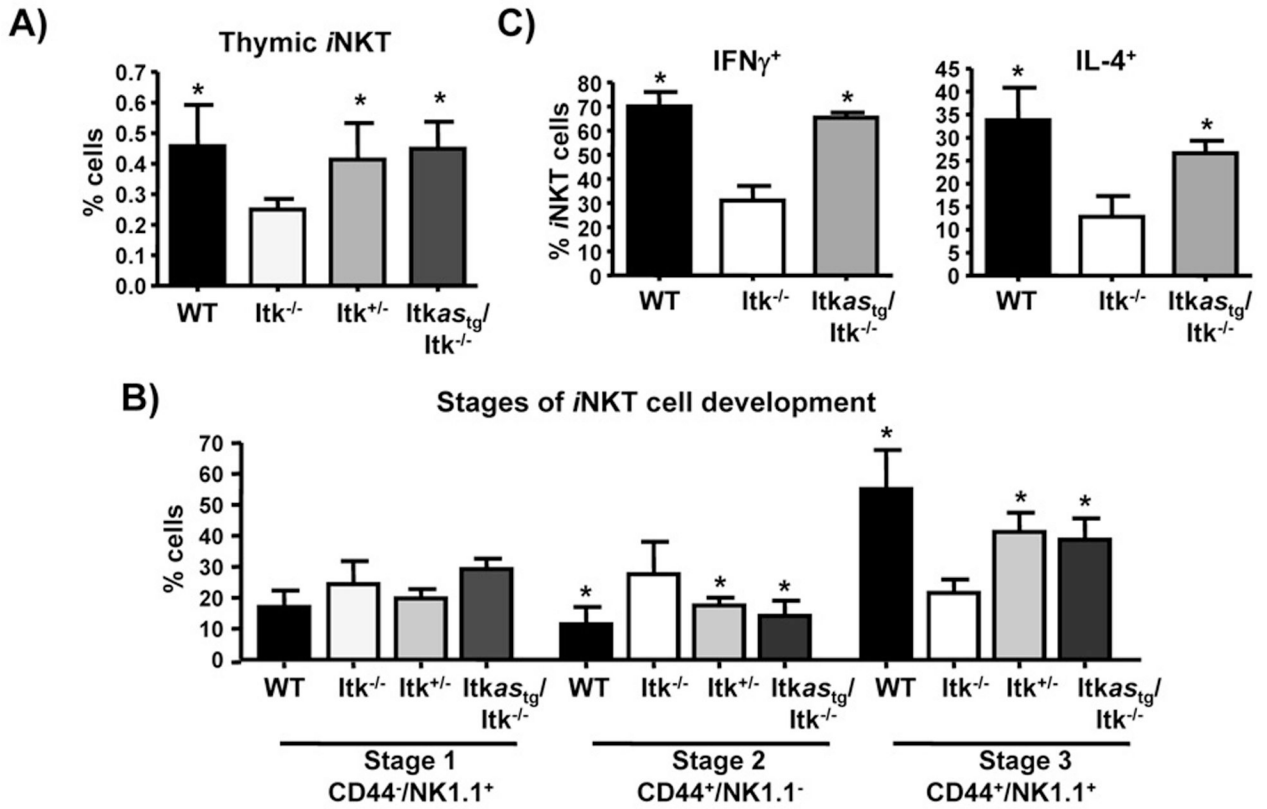 A)
Thymic iNKT
% cells
0.7
0.6
0.5
0.4
0.3
0.2
0.1
0.0
* * *
WT Itk-/- Itk+/- Itkastg/
Itk-/-
C)
IFNγ+
% iNKT cells
80
70
60
50
40
30
20
10
0
* *
WT Itk-/- Itkastg/
Itk-/-
IL-4+
45
40
35
30
25
20
15
10
5
0
* *
WT Itk-/- Itkastg/
Itk-/-
B)
Stages of iNKT cell development
% cells
70
60
50
40
30
20
10
0
* * * * * *
WT Itk-/- Itk+/- Itkastg/ WT Itk-/- Itk+/- Itkastg/ WT Itk-/- Itk+/- Itkastg/
Itk-/- Itk-/- Itk-/-
Stage 1 Stage 2 Stage 3
CD44-/NK1.1+ CD44+/NK1.1- CD44+/NK1.1+